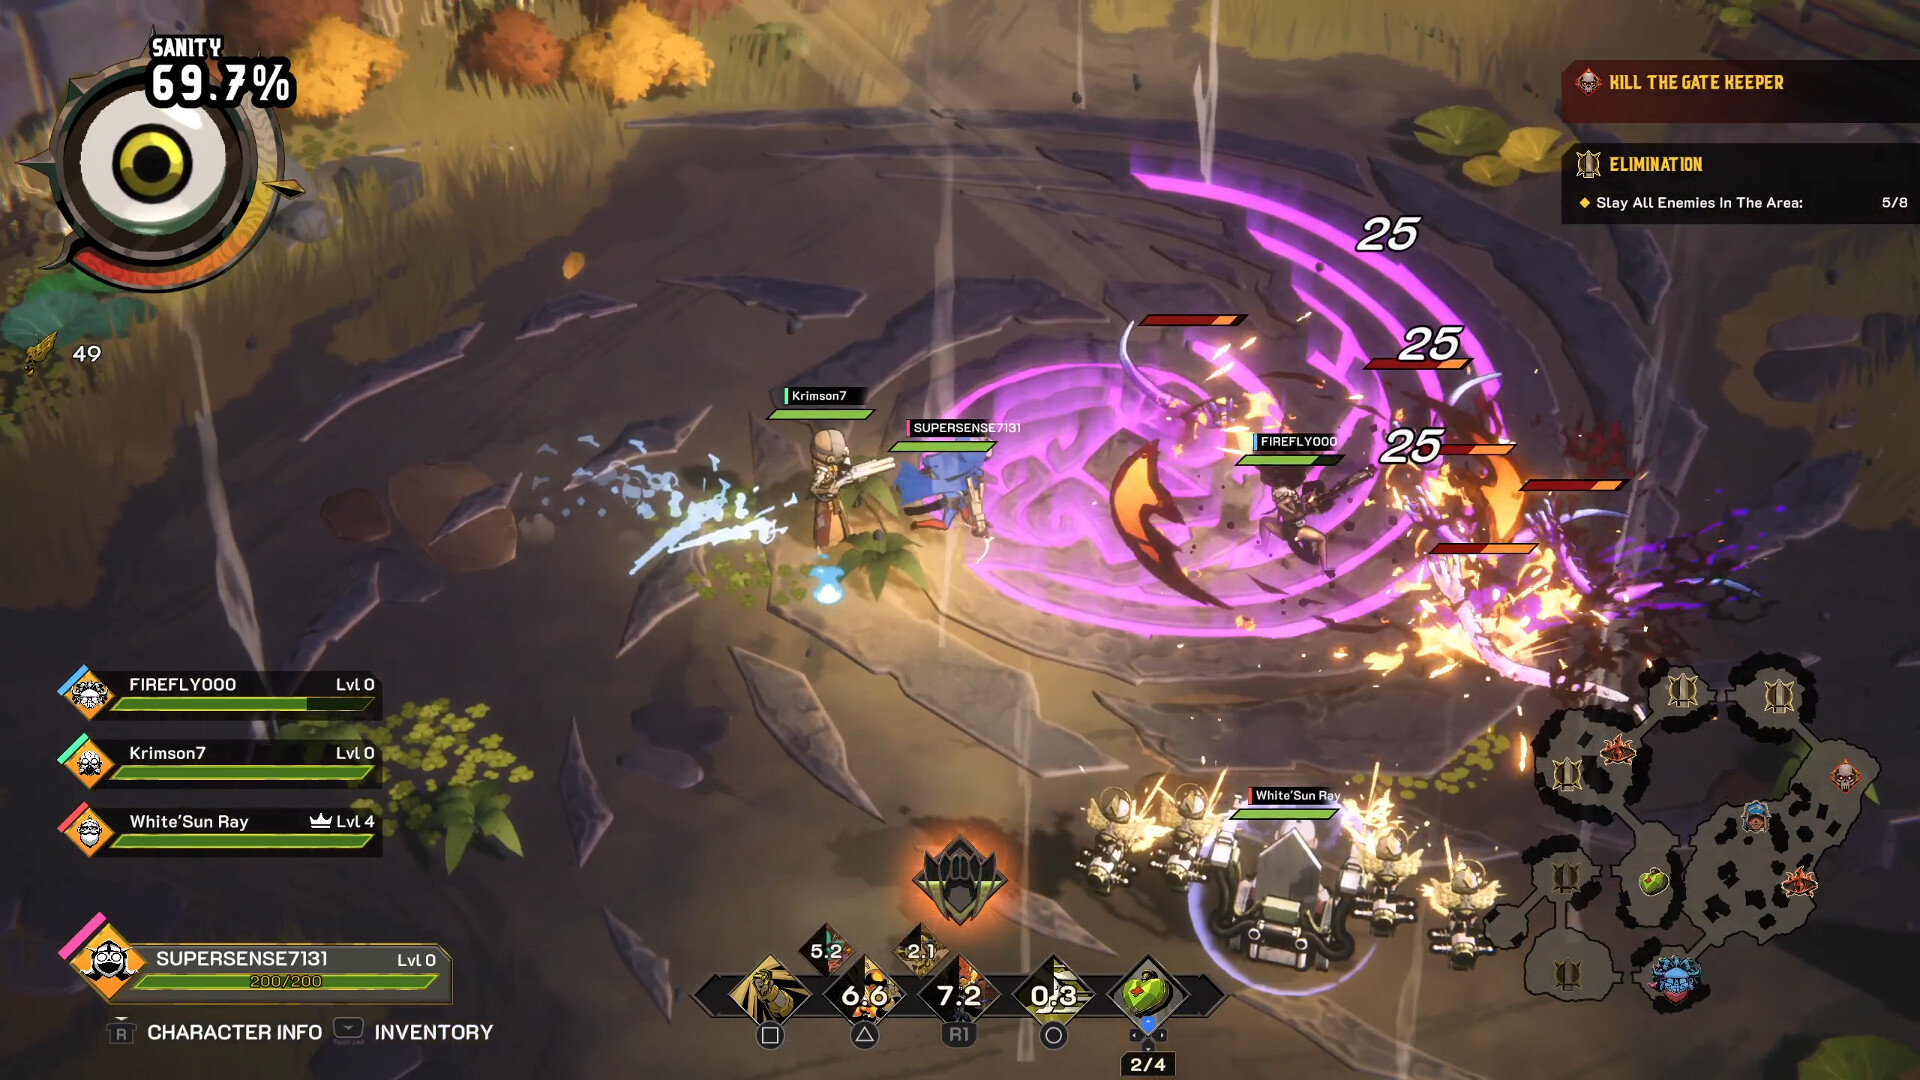 SANITY
69.7%
KILL THE GATE KEEPER
ELIMINATION
Slay All Enemies In The Area: 5/8
49
25
25
25
Krimson7
SUPERSENSE7131
FIREFLY000
White'Sun Ray
FIREFLY000 Lvl 0
Krimson7 Lvl 0
White'Sun Ray Lvl 4
SUPERSENSE7131 Lvl 0
200/200
R CHARACTER INFO INVENTORY
5.2 2.1
6.6 7.2 0.3
R1
2/4